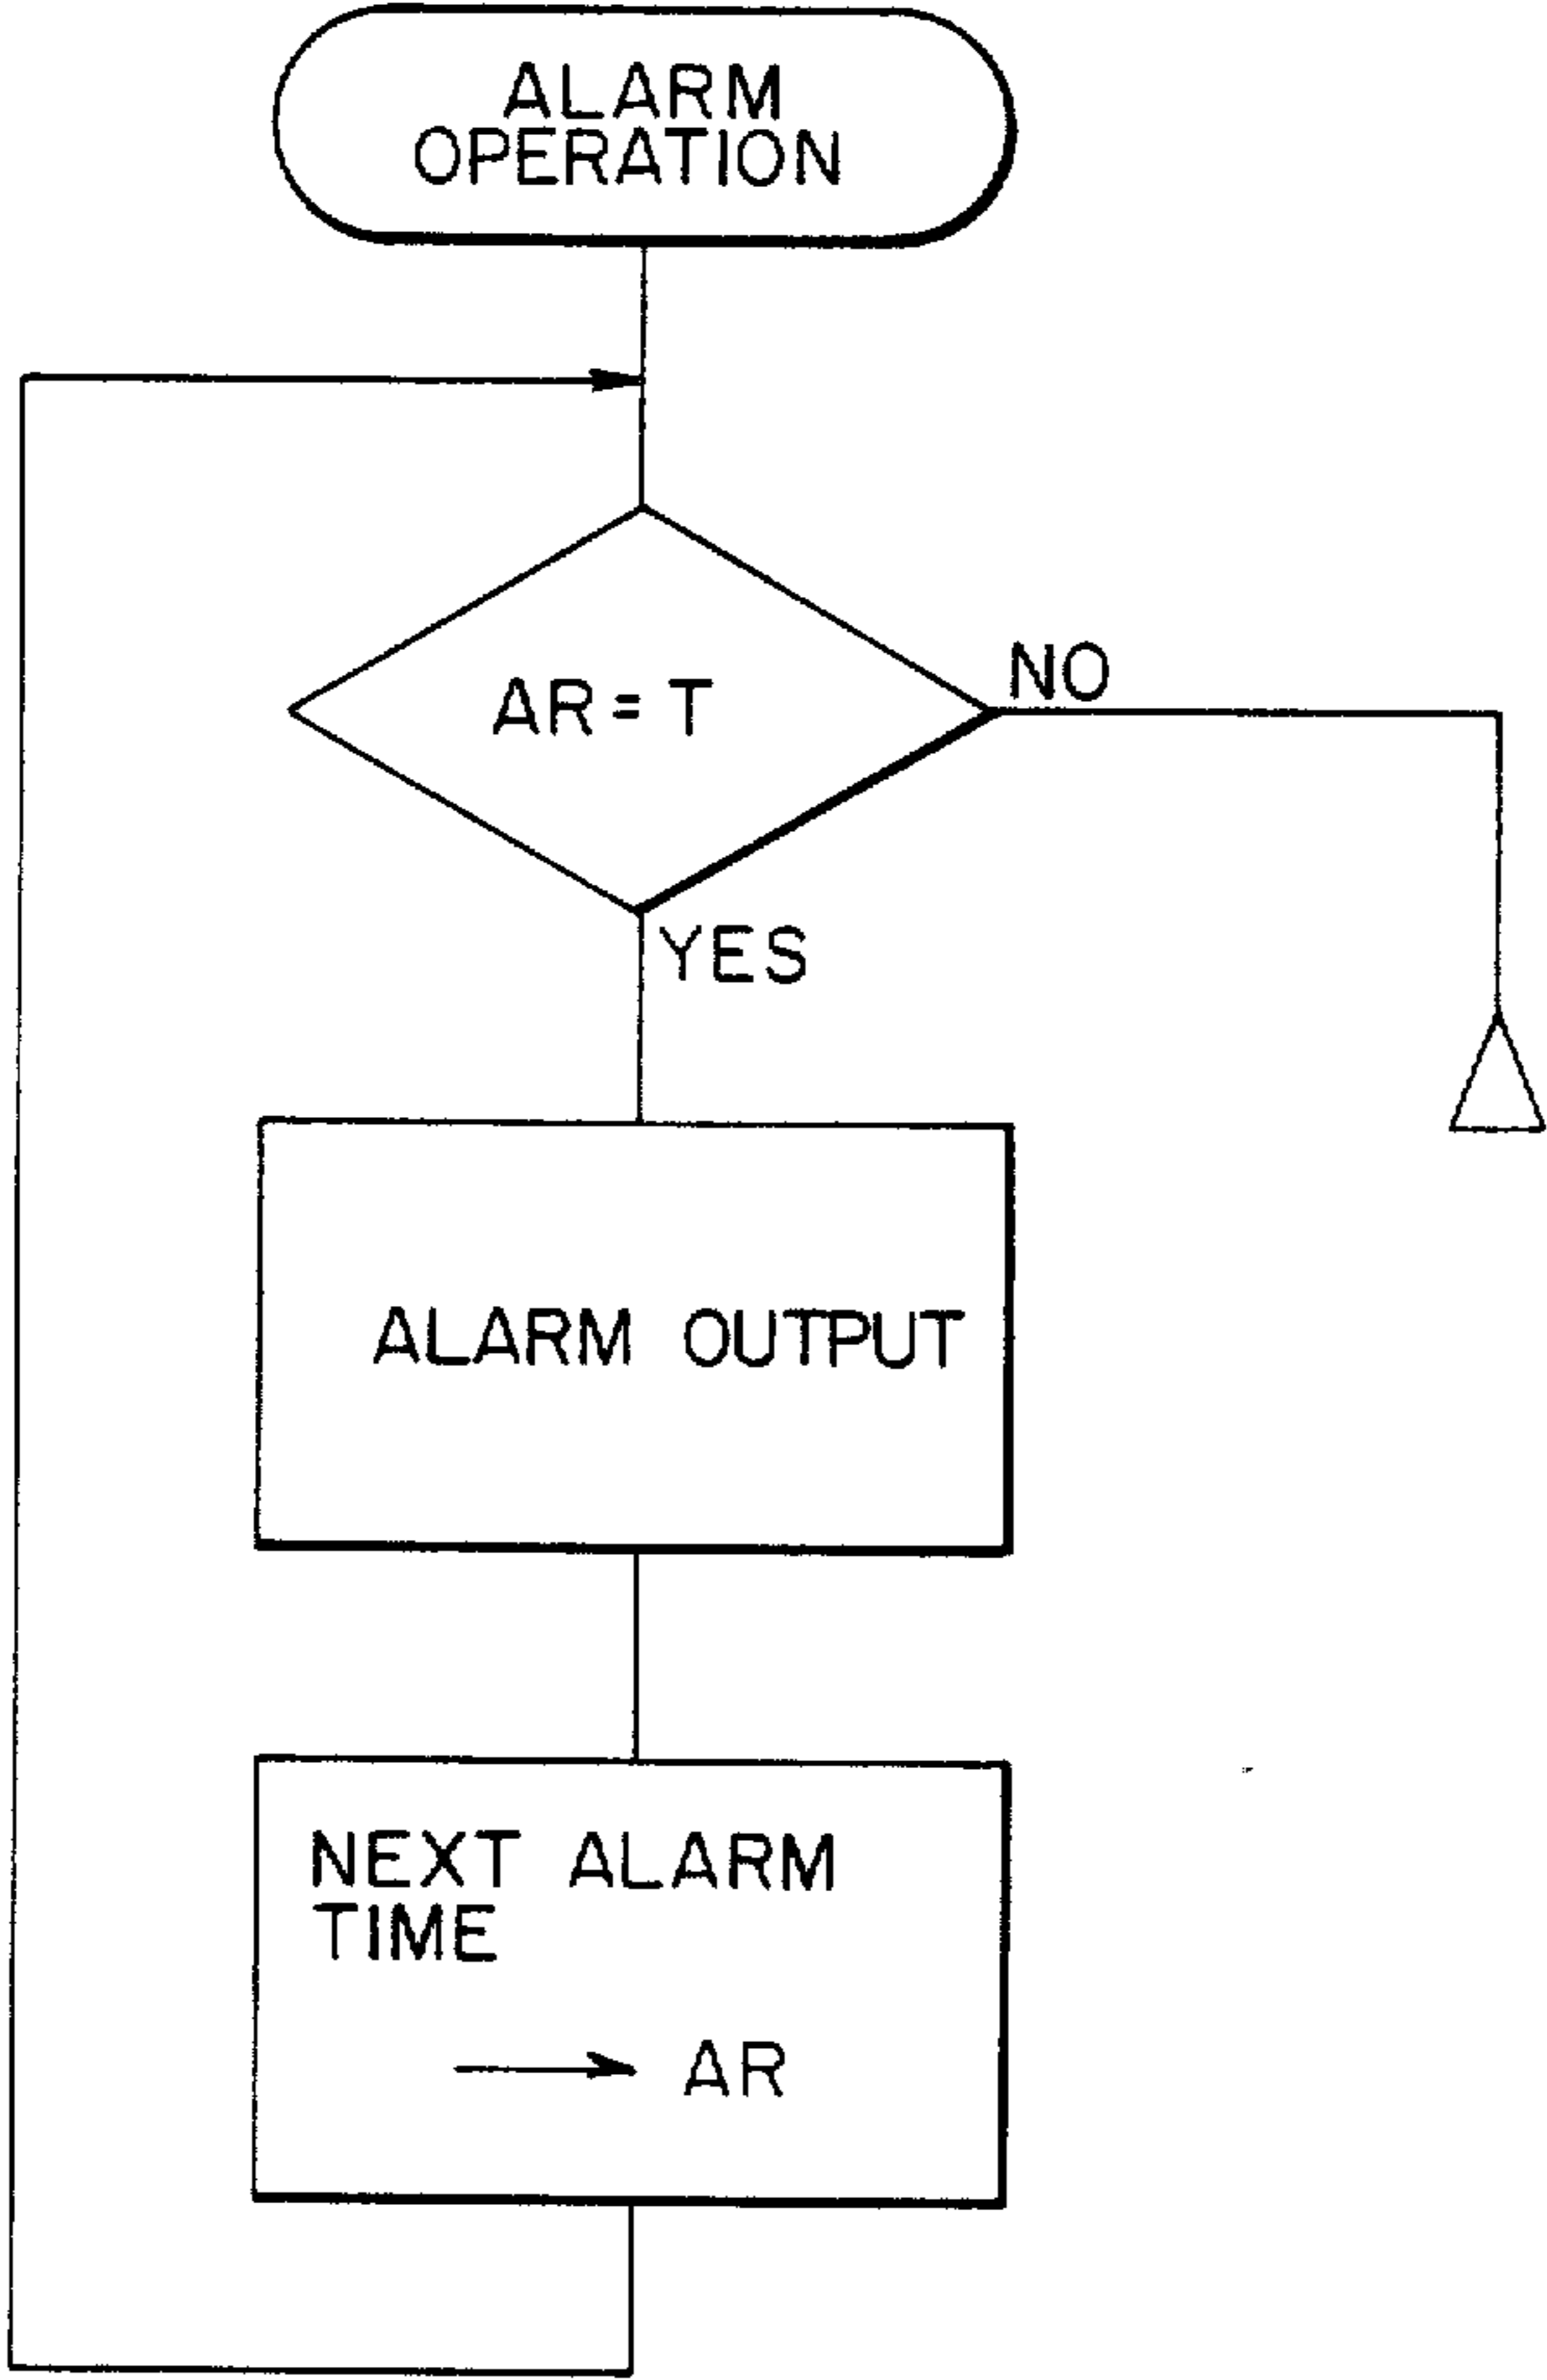 ALARM
OPERATION
AR = T
NO
YES
ALARM OUTPUT
NEXT ALARM
TIME
→ AR